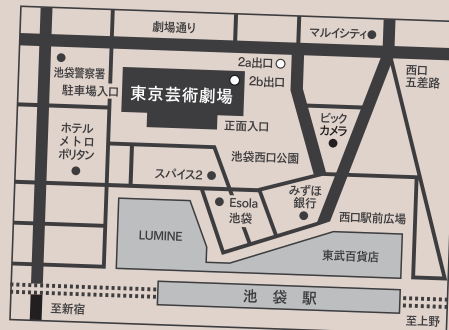 劇場通り
マルイシティ
2a出口
2b出口
池袋警察署
駐車場入口
東京芸術劇場
西口
五差路
正面入口
ビック
カメラ
ホテル
メトロ
ポリタン
池袋西口公園
スパイス2
みずほ
銀行
Esola
池袋
西口駅前広場
LUMINE
東武百貨店
池袋駅
至新宿
至上野